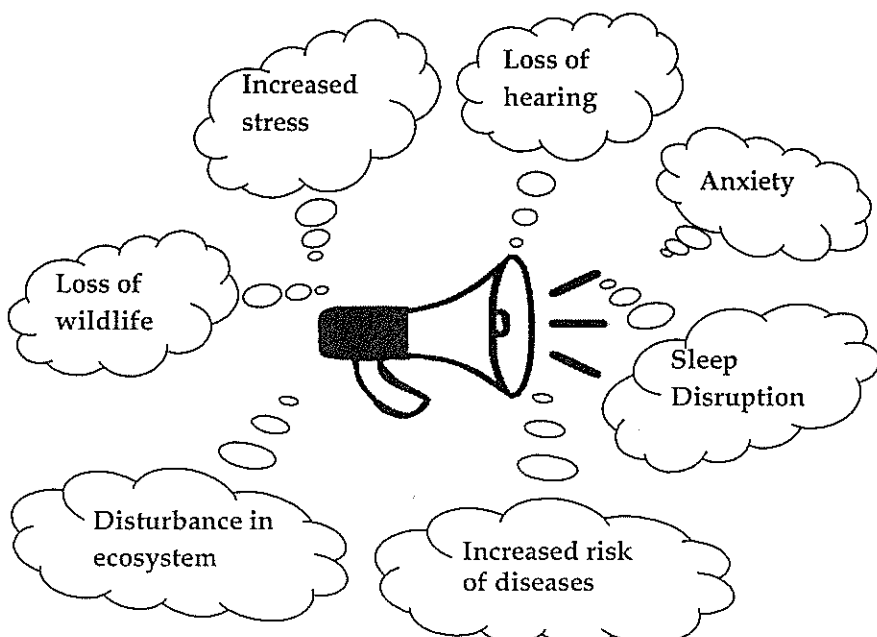 Increased
stress
Loss of
hearing
Anxiety
Loss of
wildlife
Sleep
Disruption
Disturbance in
ecosystem
Increased risk
of diseases